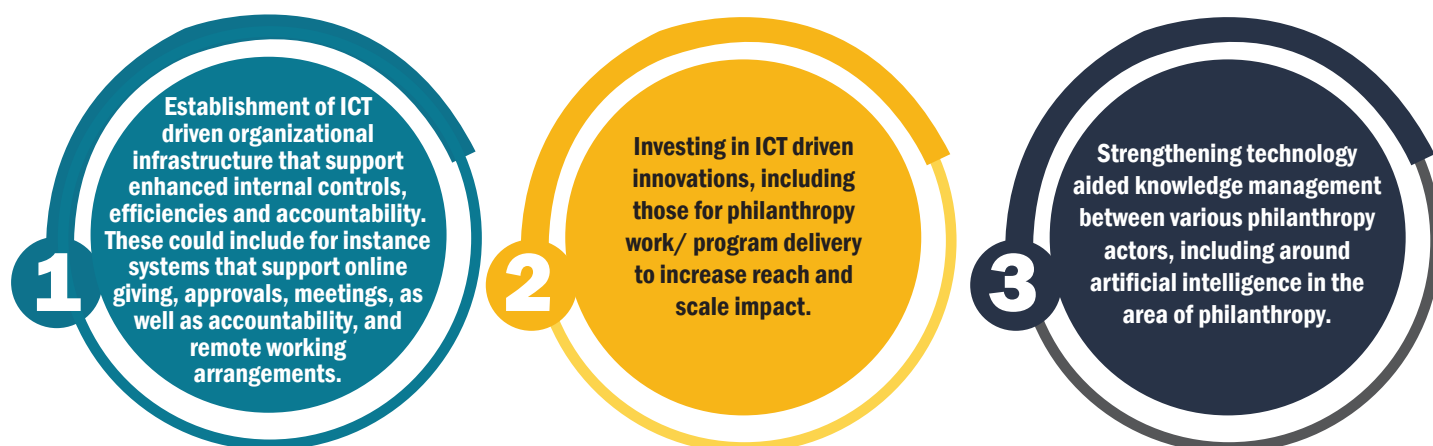 1
Establishment of ICT
driven organizational
infrastructure that support
enhanced internal controls,
efficiencies and accountability.
These could include for instance
systems that support online
giving, approvals, meetings, as
well as accountability, and
remote working
arrangements.
2
Investing in ICT driven
innovations, including
those for philanthropy
work/ program delivery
to increase reach and
scale impact.
3
Strengthening technology
aided knowledge management
between various philanthropy
actors, including around
artificial intelligence in the
area of philanthropy.